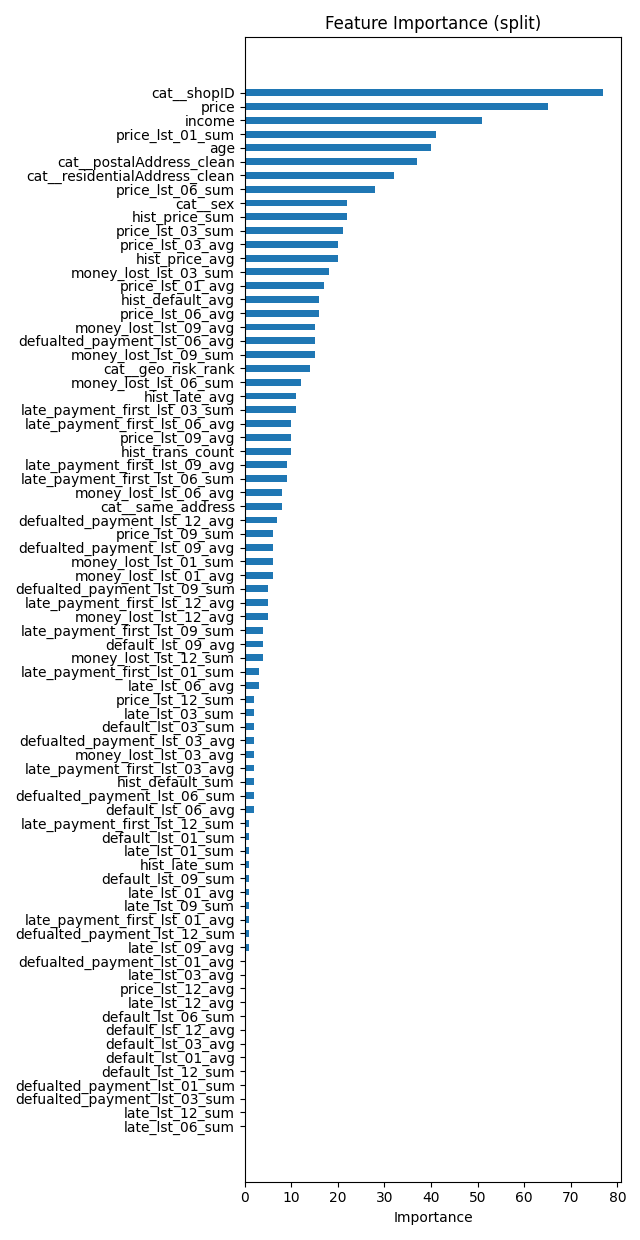 Feature Importance (split)
cat__shopID
price
income
price_lst_01_sum
age
cat__postalAddress_clean
cat__residentialAddress_clean
price_lst_06_sum
cat__sex
hist_price_sum
price_lst_03_sum
price_lst_03_avg
hist_price_avg
money_lost_lst_03_sum
price_lst_01_avg
hist_default_avg
price_lst_06_avg
money_lost_lst_09_avg
defualted_payment_lst_06_avg
money_lost_lst_09_sum
cat__geo_risk_rank
money_lost_lst_06_sum
hist_late_avg
late_payment_first_lst_03_sum
late_payment_first_lst_06_avg
price_lst_09_avg
hist_trans_count
late_payment_first_lst_09_avg
late_payment_first_lst_06_sum
money_lost_lst_06_avg
cat__same_address
defualted_payment_lst_12_avg
price_lst_09_sum
defualted_payment_lst_09_avg
money_lost_lst_01_sum
money_lost_lst_01_avg
defualted_payment_lst_09_sum
late_payment_first_lst_12_avg
money_lost_lst_12_avg
late_payment_first_lst_09_sum
default_lst_09_avg
money_lost_lst_12_sum
late_payment_first_lst_01_sum
late_lst_06_avg
price_lst_12_sum
late_lst_03_sum
default_lst_03_sum
defualted_payment_lst_03_avg
money_lost_lst_03_avg
late_payment_first_lst_03_avg
hist_default_sum
defualted_payment_lst_06_sum
default_lst_06_avg
late_payment_first_lst_12_sum
default_lst_01_sum
late_lst_01_sum
hist_late_sum
default_lst_09_sum
late_lst_01_avg
late_lst_09_sum
late_payment_first_lst_01_avg
defualted_payment_lst_12_sum
late_lst_09_avg
defualted_payment_lst_01_avg
late_lst_03_avg
price_lst_12_avg
late_lst_12_avg
default_lst_06_sum
default_lst_12_avg
default_lst_03_avg
default_lst_01_avg
default_lst_12_sum
defualted_payment_lst_01_sum
defualted_payment_lst_03_sum
late_lst_12_sum
late_lst_06_sum
0 10 20 30 40 50 60 70 80
Importance